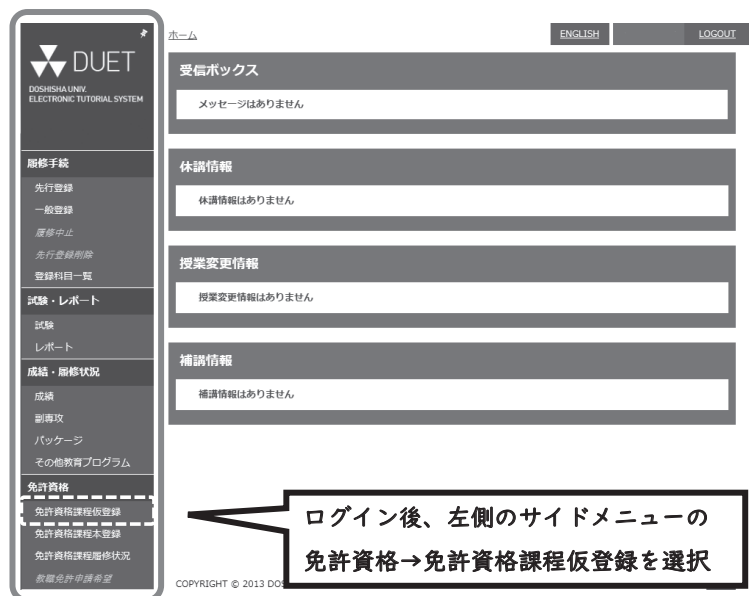 DUET
DOSHISHA UNIV.
ELECTRONIC TUTORIAL SYSTEM
履修手続
先行登録
一般登録
履修中止
先行登録削除
登録科目一覧
試験・レポート
試験
レポート
成績・履修状況
成績
副専攻
パッケージ
その他教育プログラム
免許資格
免許資格課程仮登録
免許資格課程本登録
免許資格課程履修状況
教職免許申請希望
ホーム
ENGLISH
LOGOUT
受信ボックス
メッセージはありません
休講情報
休講情報はありません
授業変更情報
授業変更情報はありません
補講情報
補講情報はありません
ログイン後、左側のサイドメニューの
免許資格→免許資格課程仮登録を選択
COPYRIGHT © 2013 DOS